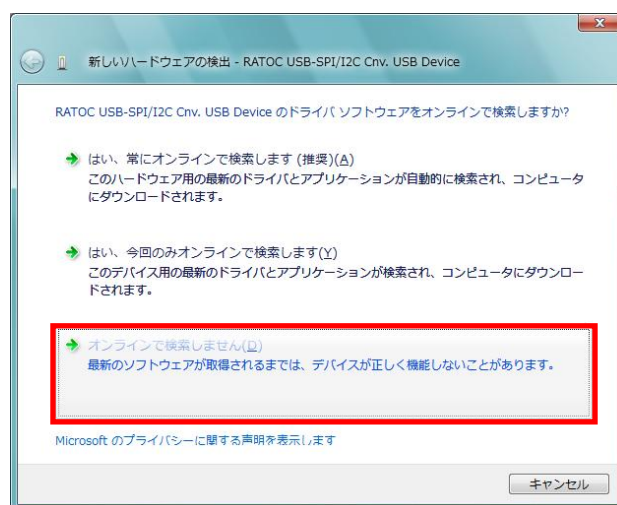 新しいハードウェアの検出 - RATOC USB-SPI/I2C Cnv. USB Device
RATOC USB-SPI/I2C Cnv. USB Device のドライバ ソフトウェアをオンラインで検索しますか?
はい、常にオンラインで検索します (推奨)(A)
このハードウェア用の最新のドライバとアプリケーションが自動的に検索され、コンピュータ
にダウンロードされます。
はい、今回のみオンラインで検索します(Y)
このデバイス用の最新のドライバとアプリケーションが検索され、コンピュータにダウンロー
ドされます。
オンラインで検索しません(D)
最新のソフトウェアが取得されるまでは、デバイスが正しく機能しないことがあります。
Microsoft のプライバシーに関する声明を表示します
キャンセル